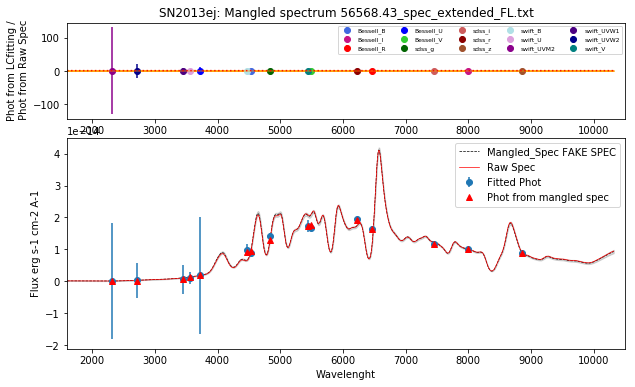 SN2013ej: Mangled spectrum 56568.43_spec_extended_FL.txt
Phot from LCfitting /
Phot from Raw Spec
100
0
−100
Bessell_B
Bessell_I
Bessell_R
Bessell_U
Bessell_V
sdss_g
sdss_i
sdss_r
sdss_z
swift_B
swift_U
swift_UVM2
swift_UVW1
swift_UVW2
swift_V
2000 3000 4000 5000 6000 7000 8000 9000 10000
1e−14
Flux erg s-1 cm-2 A-1
4
3
2
1
0
−1
−2
Mangled_Spec FAKE SPEC
Raw Spec
Fitted Phot
Phot from mangled spec
2000 3000 4000 5000 6000 7000 8000 9000 10000
Wavelenght